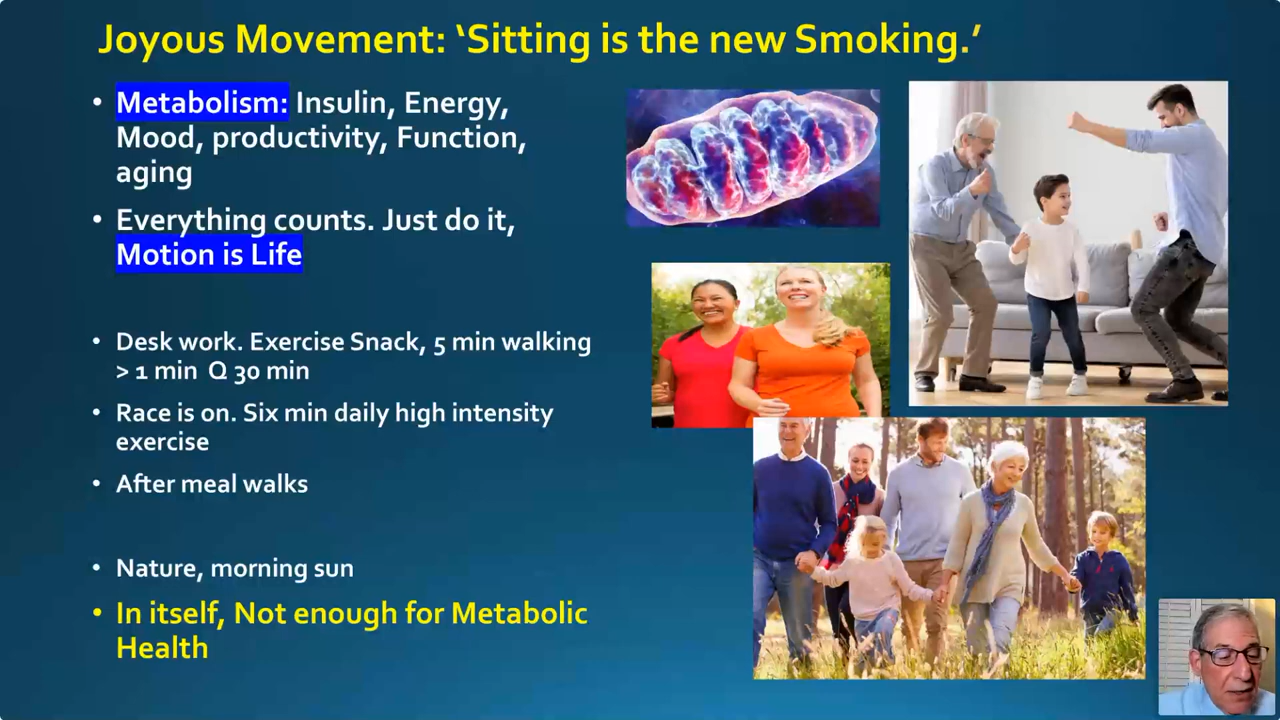 Joyous Movement: ‘Sitting is the new Smoking.’
• Metabolism: Insulin, Energy,
Mood, productivity, Function,
aging
• Everything counts. Just do it,
Motion is Life
• Desk work. Exercise Snack, 5 min walking
> 1 min  Q 30 min
• Race is on. Six min daily high intensity
exercise
• After meal walks
• Nature, morning sun
• In itself, Not enough for Metabolic
Health